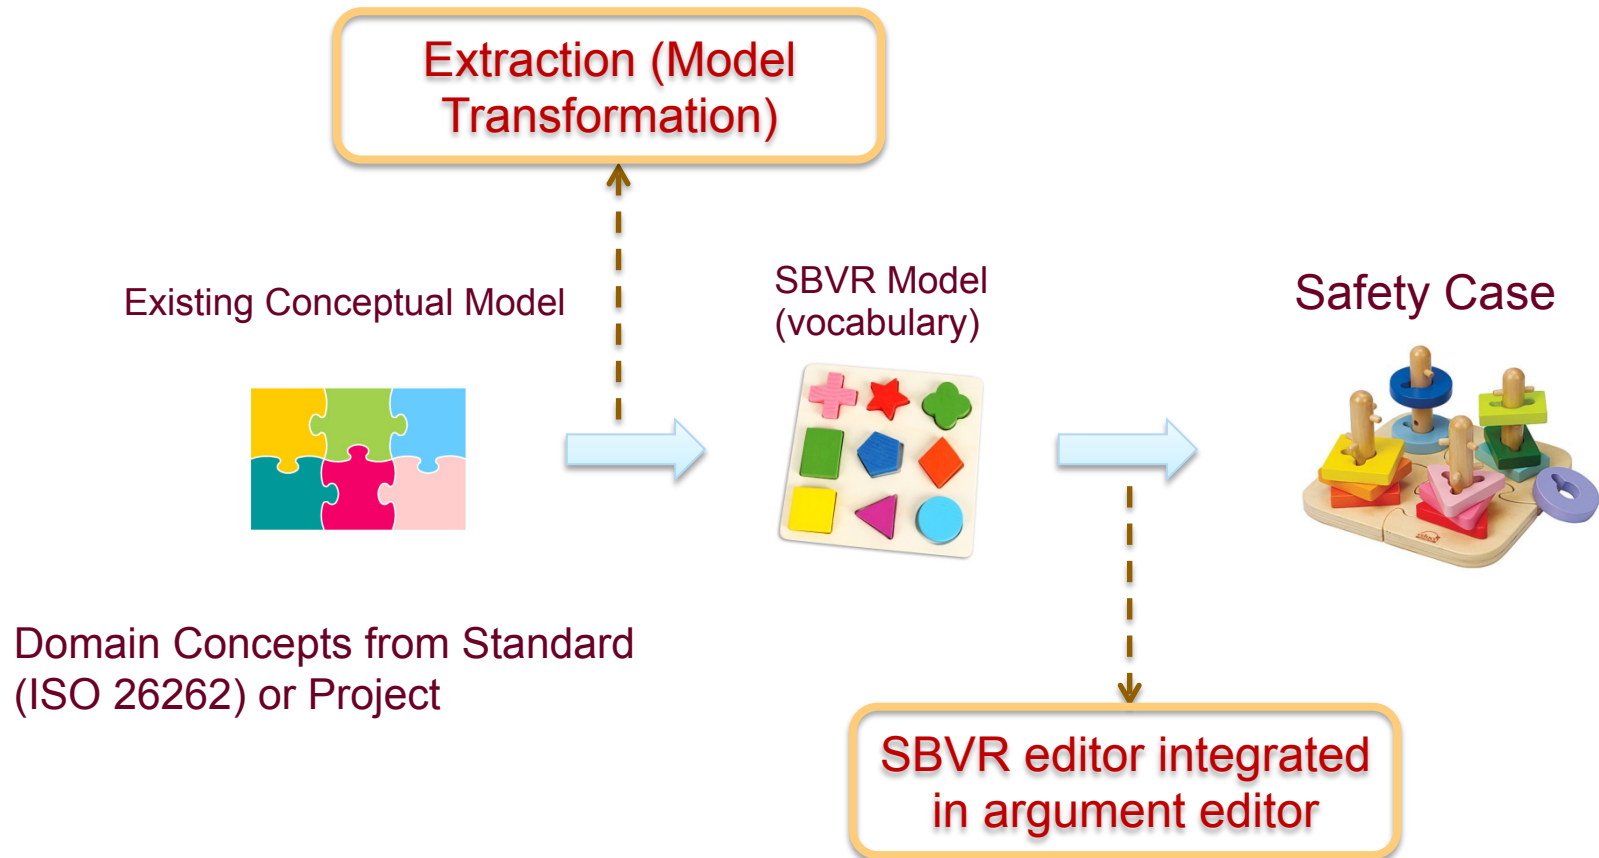 Extraction (Model
Transformation)
Existing Conceptual Model
SBVR Model
(vocabulary)
Safety Case
Domain Concepts from Standard
(ISO 26262) or Project
SBVR editor integrated
in argument editor